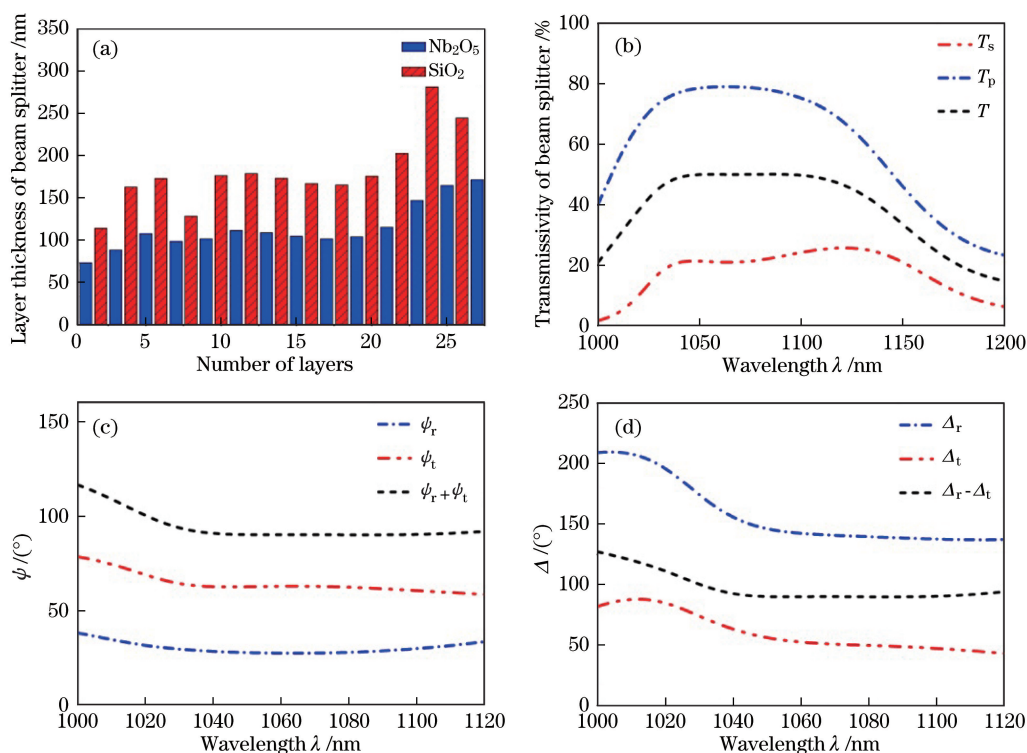 (a)
Nb₂O₅
SiO₂
Layer thickness of beam splitter /nm
350
300
250
200
150
100
50
0
0 5 10 15 20 25
Number of layers
(b)
Tₛ
Tₚ
T
Transmissivity of beam splitter /%
100
80
60
40
20
0
1000 1050 1100 1150 1200
Wavelength λ /nm
(c)
ψᵣ
ψₜ
ψᵣ+ψₜ
ψ /(°)
150
100
50
0
1000 1020 1040 1060 1080 1100 1120
Wavelength λ /nm
(d)
Δᵣ
Δₜ
Δᵣ-Δₜ
Δ /(°)
250
200
150
100
50
0
1000 1020 1040 1060 1080 1100 1120
Wavelength λ /nm